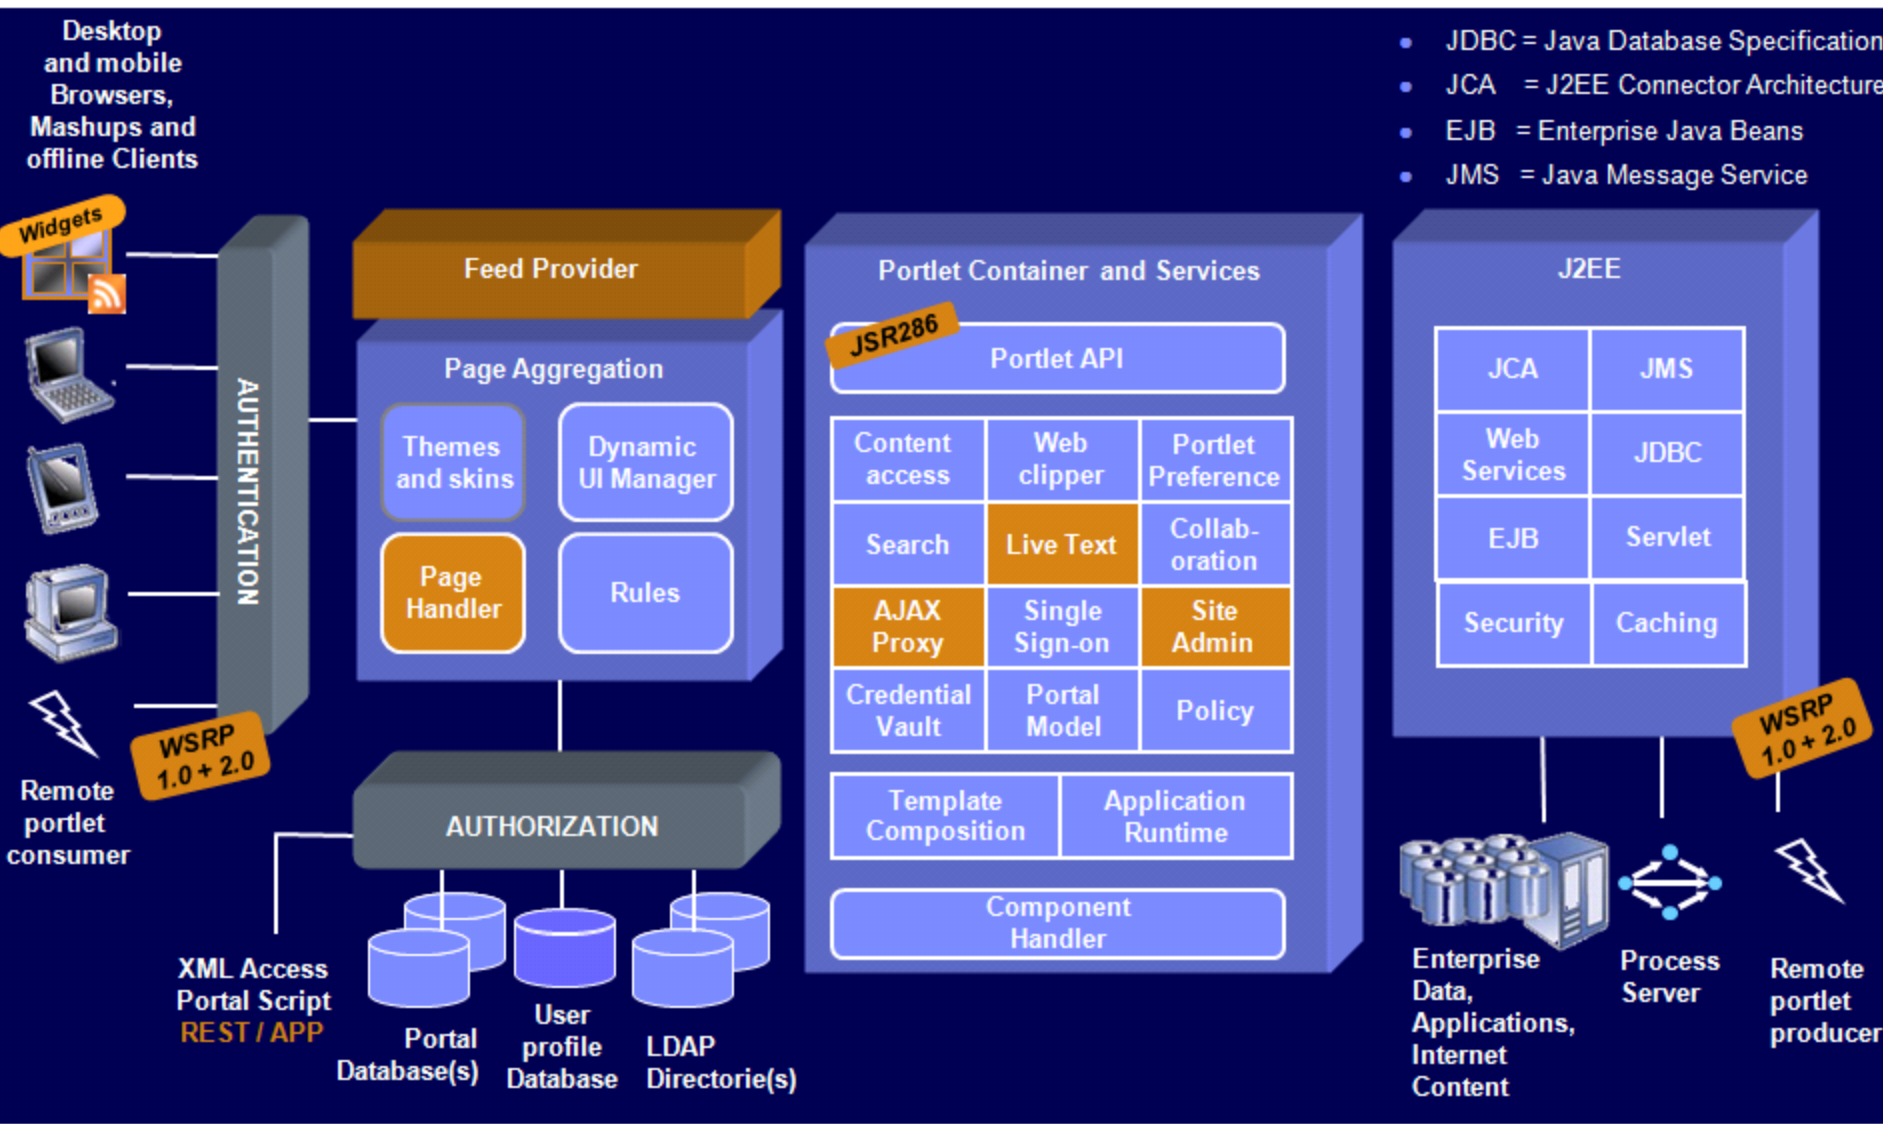 Desktop
and mobile
Browsers,
Mashups and
offline Clients
• JDBC = Java Database Specification
• JCA = J2EE Connector Architecture
• EJB = Enterprise Java Beans
• JMS = Java Message Service
Widgets
AUTHENTICATION
WSRP
1.0 + 2.0
Remote
portlet
consumer
Feed Provider
Page Aggregation
Themes
and skins
Dynamic
UI Manager
Page
Handler
Rules
AUTHORIZATION
XML Access
Portal Script
REST / APP
Portal
Database(s)
User
profile
Database
LDAP
Directorie(s)
Portlet Container and Services
JSR286
Portlet API
Content
access
Web
clipper
Portlet
Preference
Search
Live Text
Collab-
oration
AJAX
Proxy
Single
Sign-on
Site
Admin
Credential
Vault
Portal
Model
Policy
Template
Composition
Application
Runtime
Component
Handler
J2EE
JCA
JMS
Web
Services
JDBC
EJB
Servlet
Security
Caching
WSRP
1.0 + 2.0
Enterprise
Data,
Applications,
Internet
Content
Process
Server
Remote
portlet
producer